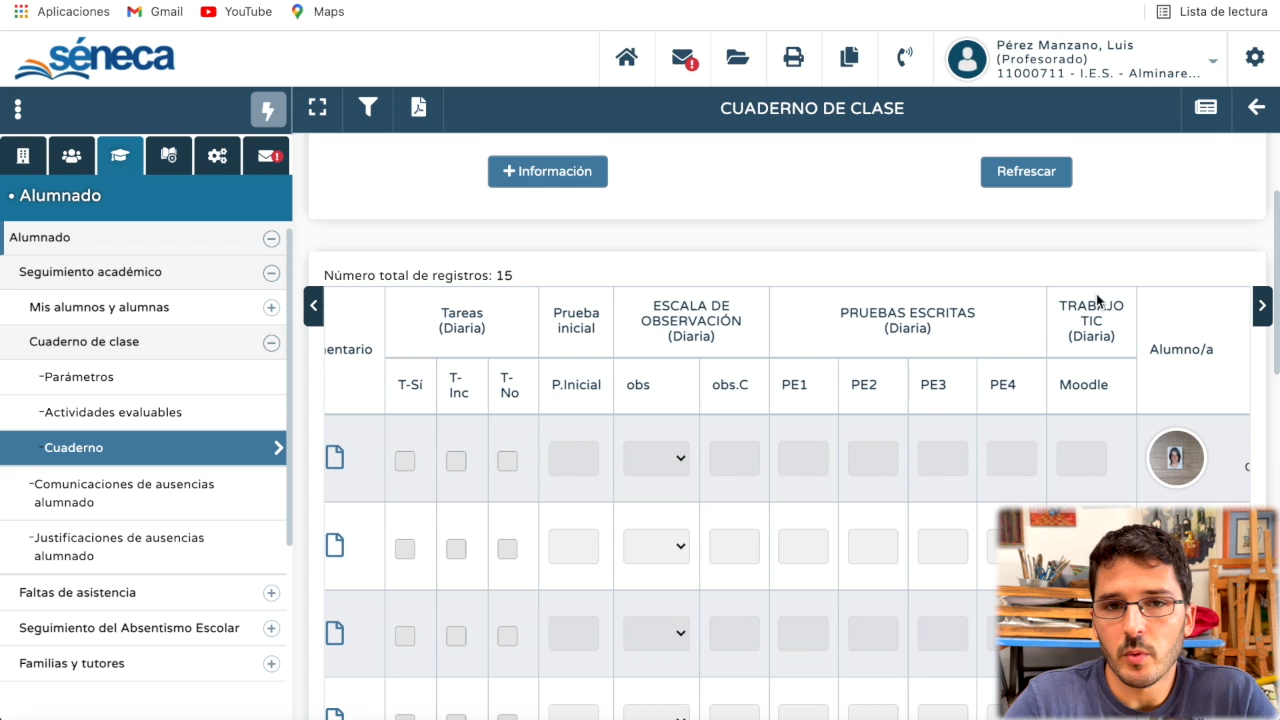 Aplicaciones
Gmail
YouTube
Maps
Lista de lectura
séneca
Pérez Manzano, Luis
(Profesorado)
11000711 - I.E.S. - Alminare...
CUADERNO DE CLASE
• Alumnado
Alumnado
Seguimiento académico
Mis alumnos y alumnas
Cuaderno de clase
-Parámetros
-Actividades evaluables
-Cuaderno
-Comunicaciones de ausencias
alumnado
-Justificaciones de ausencias
alumnado
Faltas de asistencia
Seguimiento del Absentismo Escolar
Familias y tutores
+ Información
Refrescar
Número total de registros: 15
entario
Tareas
(Diaria)
Prueba
inicial
ESCALA DE
OBSERVACIÓN
(Diaria)
PRUEBAS ESCRITAS
(Diaria)
TRABAJO
TIC
(Diaria)
Alumno/a
T-Sí
T-
Inc
T-
No
P.Inicial
obs
obs.C
PE1
PE2
PE3
PE4
Moodle